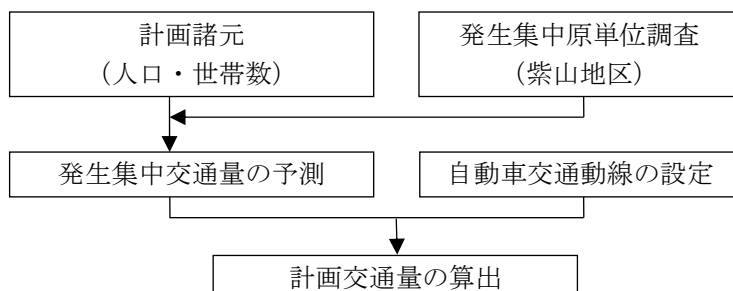 計画諸元
（人口・世帯数）
発生集中原単位調査
（紫山地区）
発生集中交通量の予測
自動車交通動線の設定
計画交通量の算出